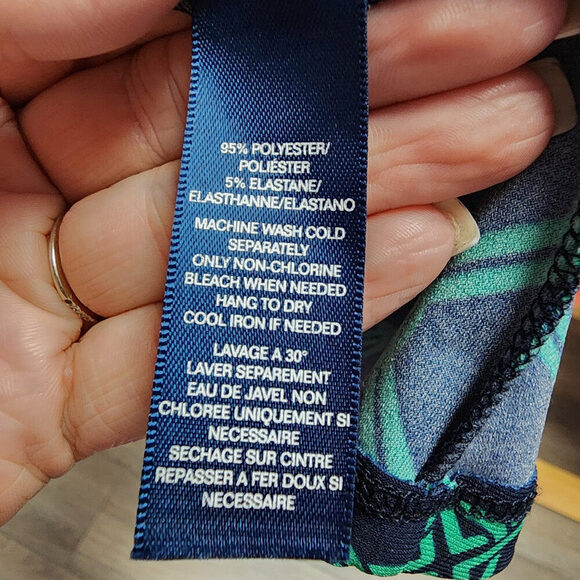 95% POLYESTER/
POLIESTER
5% ELASTANE/
ELASTHANNE/ELASTANO
MACHINE WASH COLD
SEPARATELY
ONLY NON-CHLORINE
BLEACH WHEN NEEDED
HANG TO DRY
COOL IRON IF NEEDED
LAVAGE A 30°
LAVER SEPAREMENT
EAU DE JAVEL NON
CHLOREE UNIQUEMENT SI
NECESSAIRE
SECHAGE SUR CINTRE
REPASSER A FER DOUX SI
NECESSAIRE